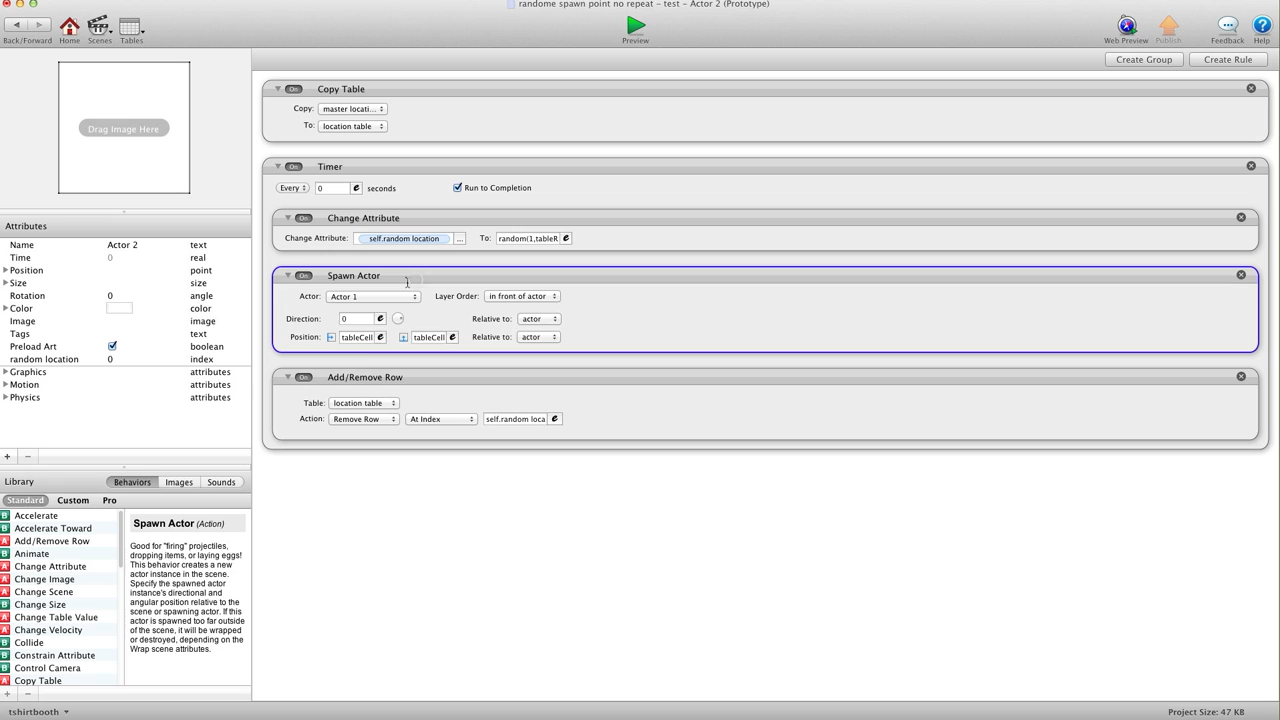 randome spawn point no repeat - test - Actor 2 (Prototype)
Back/Forward Home Scenes Tables Preview Web Preview Publish Feedback Help
Create Group Create Rule
Drag Image Here
Attributes
Name Actor 2 text
Time 0 real
Position point
Size size
Rotation 0 angle
Color color
Image image
Tags text
Preload Art boolean
random location 0 index
Graphics attributes
Motion attributes
Physics attributes
+ −
Library Behaviors Images Sounds
Standard Custom Pro
B Accelerate
B Accelerate Toward
A Add/Remove Row
B Animate
A Change Attribute
A Change Image
A Change Scene
B Change Size
A Change Table Value
A Change Velocity
B Collide
B Constrain Attribute
B Control Camera
A Copy Table
Spawn Actor (Action)
Good for "firing" projectiles,
dropping items, or laying eggs!
This behavior creates a new
actor instance in the scene.
Specify the spawned actor
instance's directional and
angular position relative to the
scene or spawning actor. If this
actor is spawned too far outside
of the scene, it will be wrapped
or destroyed, depending on the
Wrap scene attributes.
+ −
tshirtbooth
On Copy Table
Copy: master locati...
To: location table
On Timer
Every 0 e seconds Run to Completion
On Change Attribute
Change Attribute: self.random location ... To: random(1,tableR e
On Spawn Actor
Actor: Actor 1 Layer Order: in front of actor
Direction: 0 e Relative to: actor
Position: tableCell e tableCell e Relative to: actor
On Add/Remove Row
Table: location table
Action: Remove Row At Index self.random loca e
Project Size: 47 KB